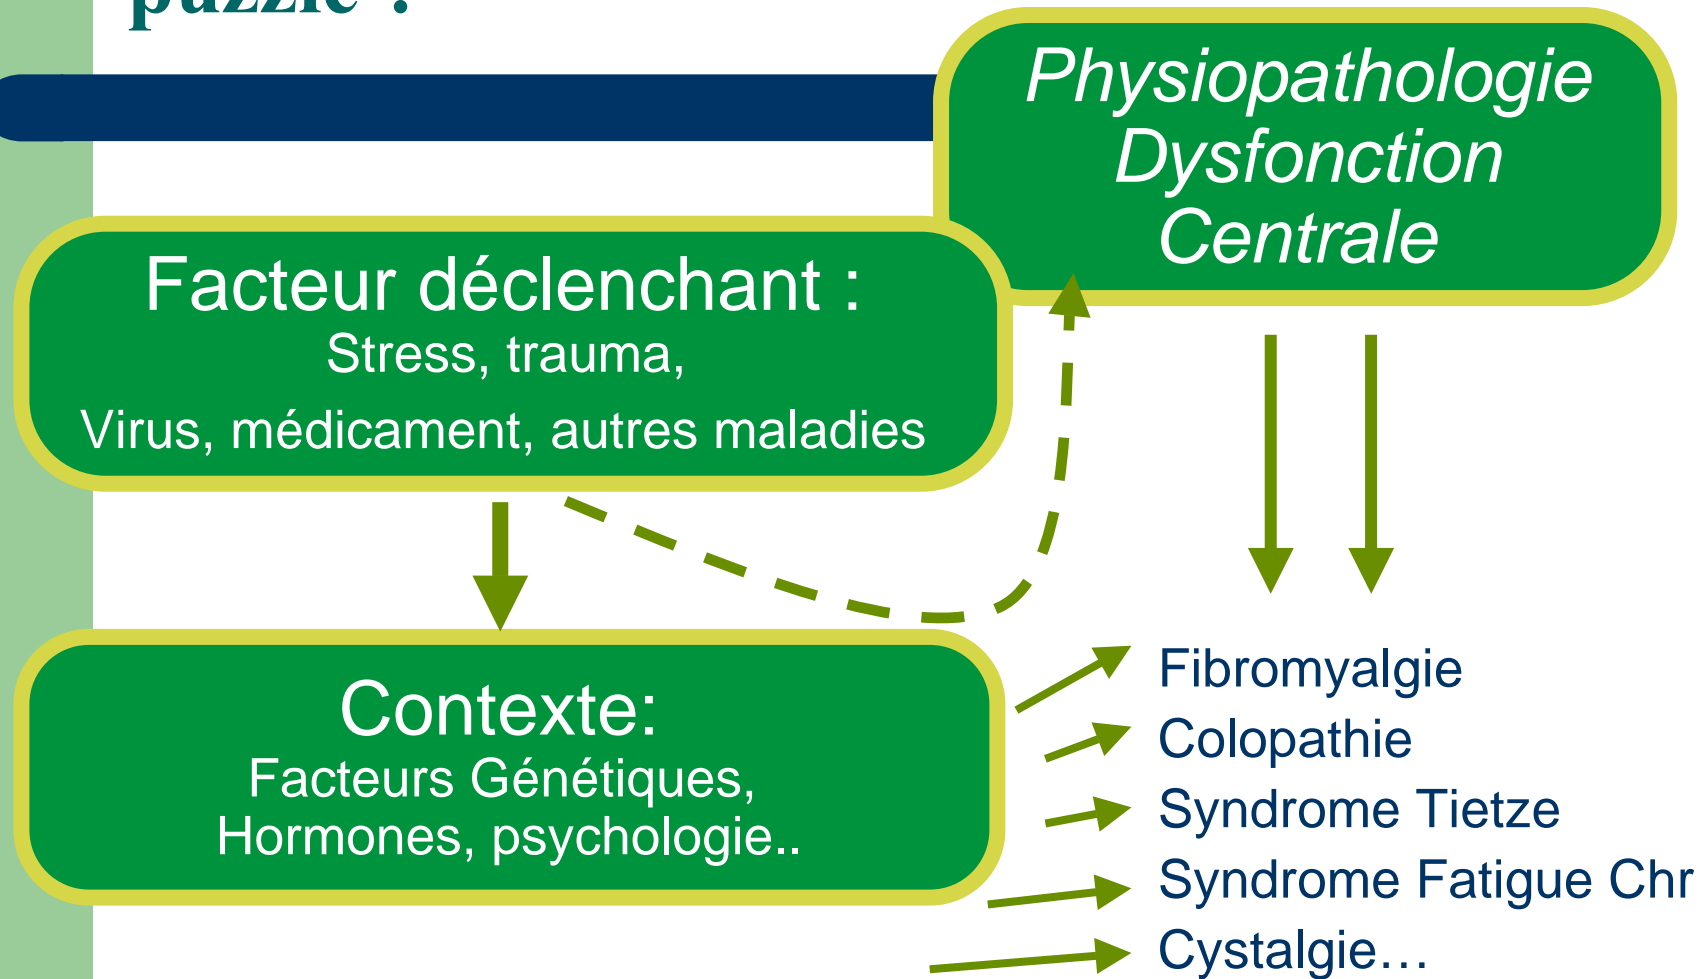 puzzle ?
Physiopathologie
Dysfonction
Centrale
Facteur déclenchant :
Stress, trauma,
Virus, médicament, autres maladies
Contexte:
Facteurs Génétiques,
Hormones, psychologie..
Fibromyalgie
Colopathie
Syndrome Tietze
Syndrome Fatigue Chr
Cystalgie…